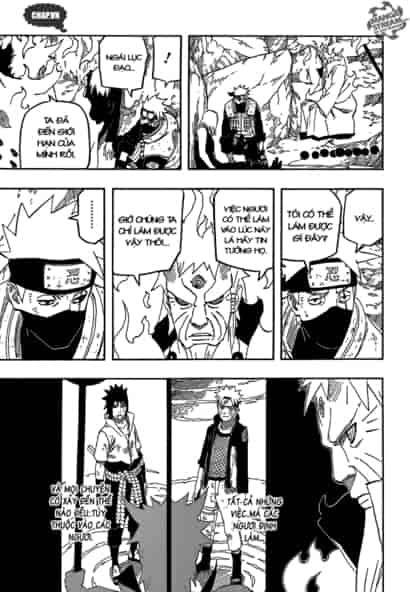 CHAP.VN
MANGA
!
NGÀI LỤC
ĐẠO...
TA ĐÃ
ĐẾN GIỚI
HẠN CỦA
MÌNH RỒI.
VẬY...
TÔI CÓ THỂ
LÀM ĐƯỢC
GÌ ĐÂY?
VIỆC NGƯƠI
CÓ THỂ LÀM
VÀO LÚC NÀY
LÀ HÃY TIN
TƯỞNG HỌ.
GIỜ CHÚNG TA
CHỈ LÀM ĐƯỢC
VẬY THÔI...
TẤT CẢ NHỮNG
VIỆC MÀ CÁC
NGƯƠI ĐỊNH
LÀM...
VÀ MỌI CHUYỆN
CÓ XẢY ĐẾN THẾ
NÀO ĐỀU TÙY
THUỘC VÀO CÁC
NGƯƠI.